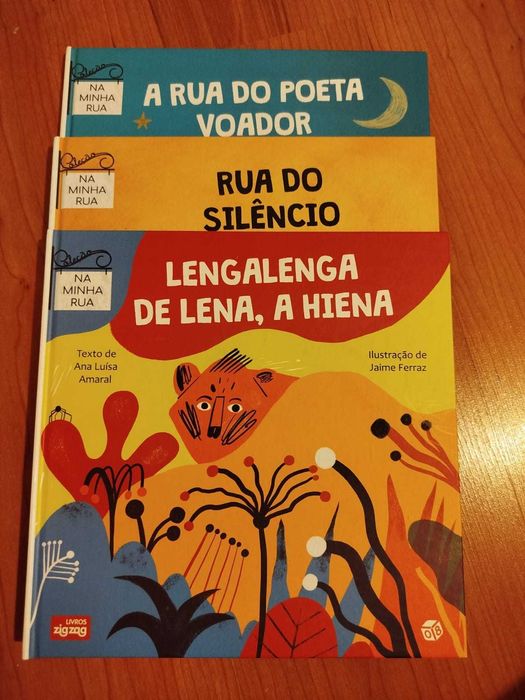 Coleção
NA
MINHA
RUA
A RUA DO POETA
VOADOR
Coleção
NA
MINHA
RUA
RUA DO
SILÊNCIO
Coleção
NA
MINHA
RUA
LENGALENGA
DE LENA, A HIENA
Texto de
Ana Luísa
Amaral
Ilustração de
Jaime Ferraz
LIVROS
zigzag
OB